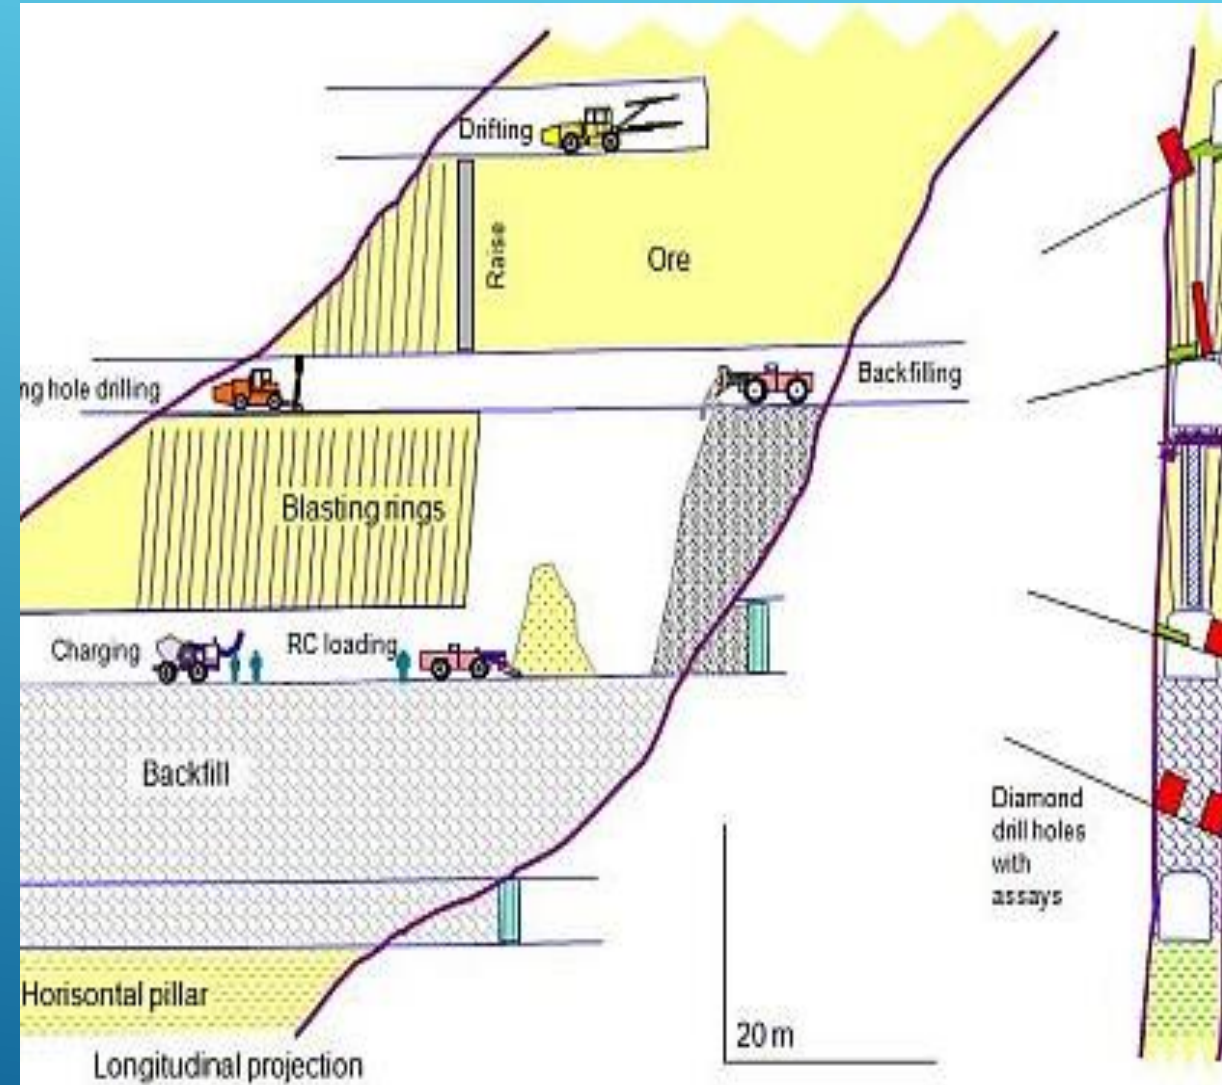 Drifting
Raise
Ore
ng hole drilling
Backfilling
Blasting rings
Charging
RC loading
Backfill
Diamond
drill holes
with
assays
Horisontal pillar
20 m
Longitudinal projection